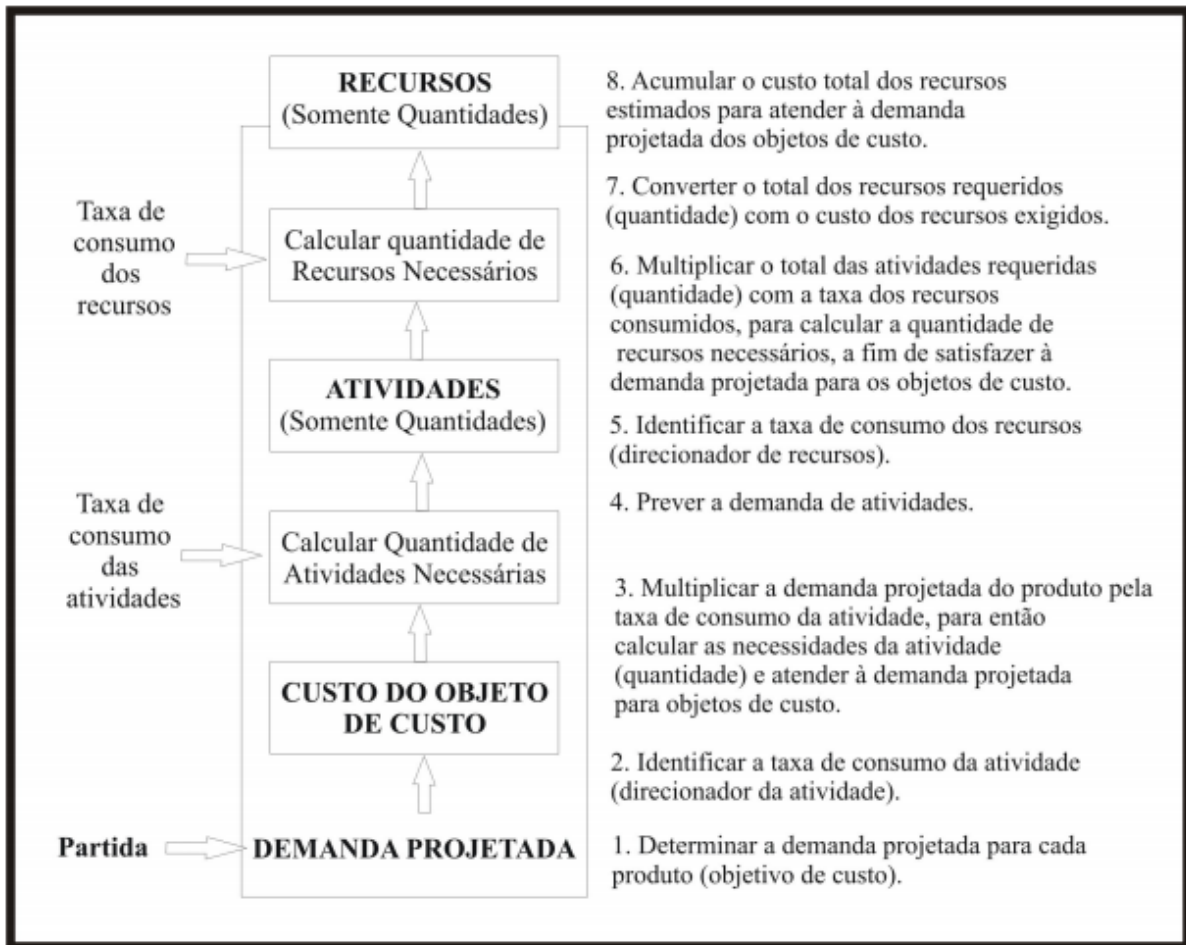 RECURSOS
(Somente Quantidades)
Taxa de
consumo
dos
recursos
Calcular quantidade de
Recursos Necessários
ATIVIDADES
(Somente Quantidades)
Taxa de
consumo
das
atividades
Calcular Quantidade de
Atividades Necessárias
CUSTO DO OBJETO
DE CUSTO
Partida
DEMANDA PROJETADA
8. Acumular o custo total dos recursos
estimados para atender à demanda
projetada dos objetos de custo.
7. Converter o total dos recursos requeridos
(quantidade) com o custo dos recursos exigidos.
6. Multiplicar o total das atividades requeridas
(quantidade) com a taxa dos recursos
consumidos, para calcular a quantidade de
recursos necessários, a fim de satisfazer à
demanda projetada para os objetos de custo.
5. Identificar a taxa de consumo dos recursos
(direcionador de recursos).
4. Prever a demanda de atividades.
3. Multiplicar a demanda projetada do produto pela
taxa de consumo da atividade, para então
calcular as necessidades da atividade
(quantidade) e atender à demanda projetada
para objetos de custo.
2. Identificar a taxa de consumo da atividade
(direcionador da atividade).
1. Determinar a demanda projetada para cada
produto (objetivo de custo).